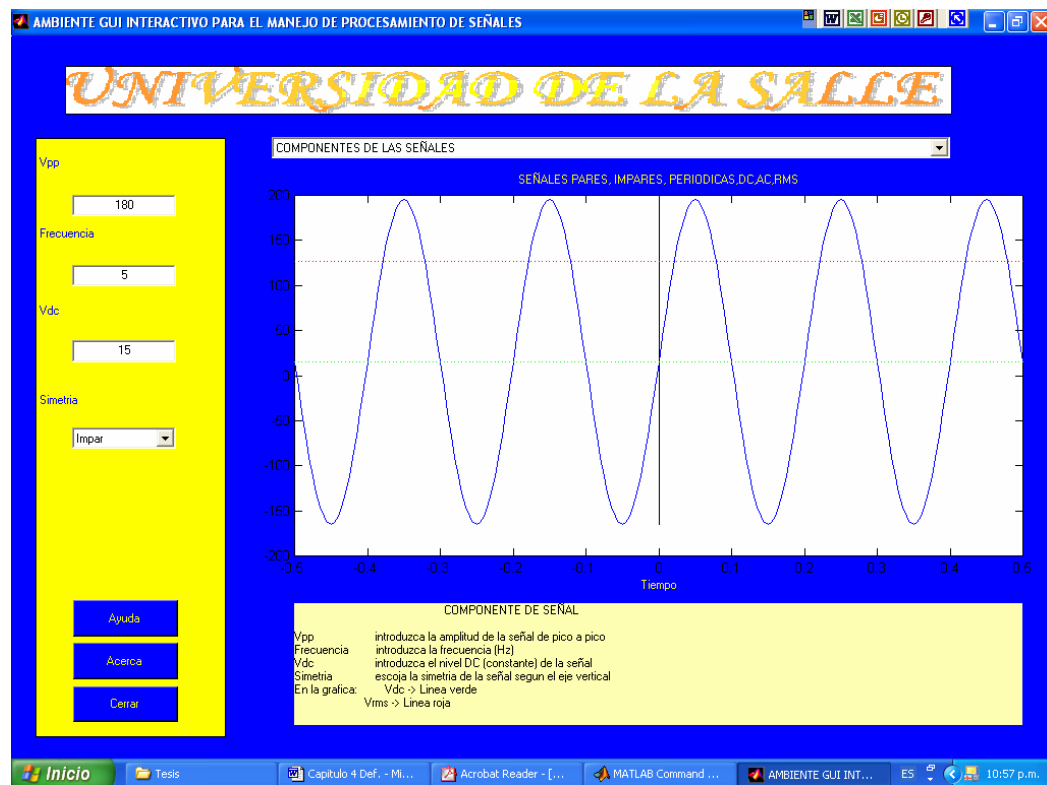 AMBIENTE GUI INTERACTIVO PARA EL MANEJO DE PROCESAMIENTO DE SEÑALES
UNIVERSIDAD DE LA SALLE
Vpp
180
Frecuencia
5
Vdc
15
Simetria
Impar
Ayuda
Acerca
Cerrar
COMPONENTES DE LAS SEÑALES
SEÑALES PARES, IMPARES, PERIODICAS,DC,AC,RMS
200
150
100
50
0
-50
-100
-150
-200
-0.5 -0.4 -0.3 -0.2 -0.1 0 0.1 0.2 0.3 0.4 0.5
Tiempo
COMPONENTE DE SEÑAL
Vpp introduzca la amplitud de la señal de pico a pico
Frecuencia introduzca la frecuencia (Hz)
Vdc introduzca el nivel DC (constante) de la señal
Simetria escoja la simetria de la señal segun el eje vertical
En la grafica: Vdc -> Linea verde
Vrms -> Linea roja
Inicio
Tesis
Capitulo 4 Def. - Mi...
Acrobat Reader - [...
MATLAB Command ...
AMBIENTE GUI INT...
ES
10:57 p.m.